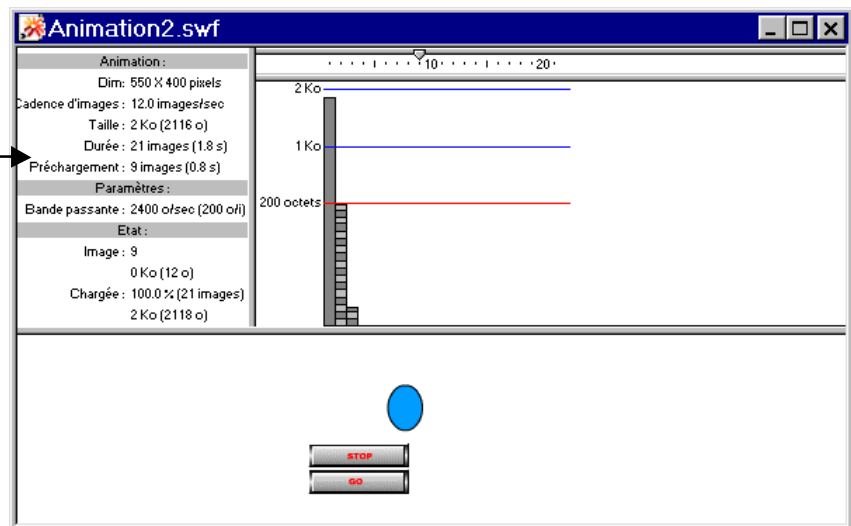 Animation2.swf
Animation :
Dim: 550 X 400 pixels
Cadence d'images : 12.0 images/sec
Taille : 2 Ko (2116 o)
Durée : 21 images (1.8 s)
Préchargement : 9 images (0.8 s)
Paramètres :
Bande passante : 2400 o/sec (200 o/i)
Etat :
Image : 9
0 Ko (12 o)
Chargée : 100.0 % (21 images)
2 Ko (2118 o)
10 20
2 Ko
1 Ko
200 octets
STOP
GO